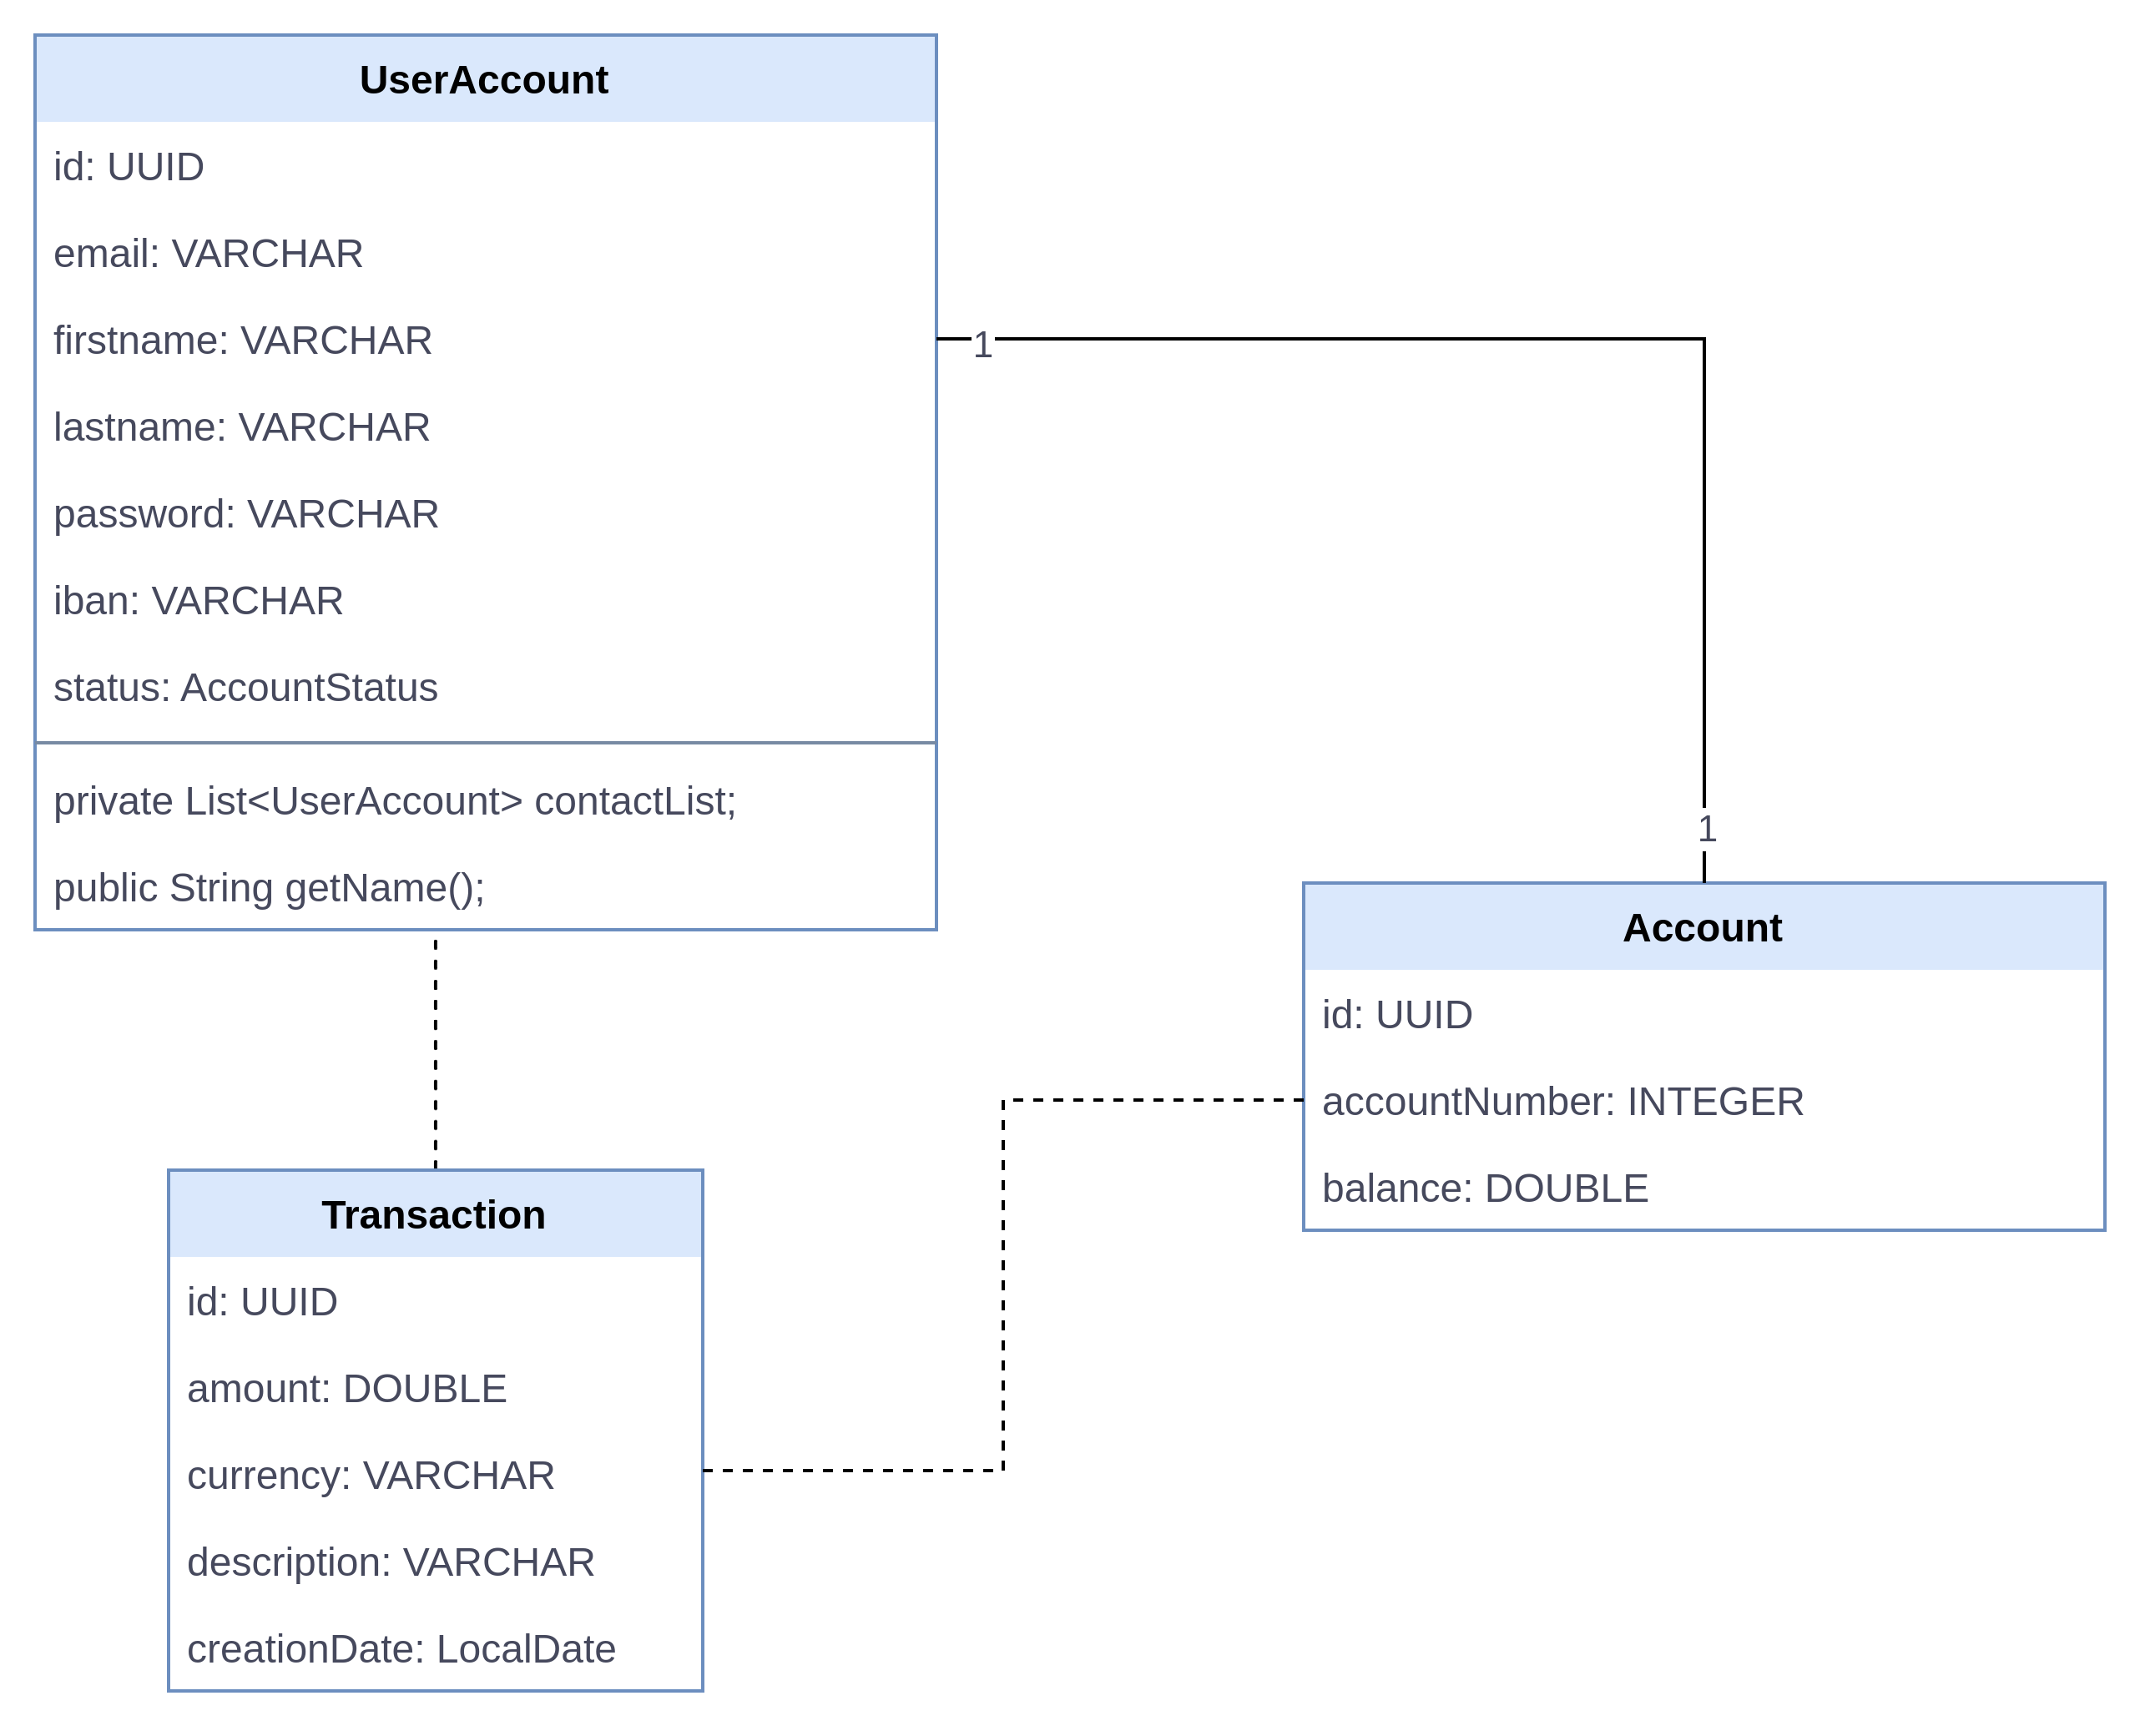 UserAccount
id: UUID
email: VARCHAR
firstname: VARCHAR
lastname: VARCHAR
password: VARCHAR
iban: VARCHAR
status: AccountStatus
private List<UserAccount> contactList;
public String getName();
1
1
Account
id: UUID
accountNumber: INTEGER
balance: DOUBLE
Transaction
id: UUID
amount: DOUBLE
currency: VARCHAR
description: VARCHAR
creationDate: LocalDate